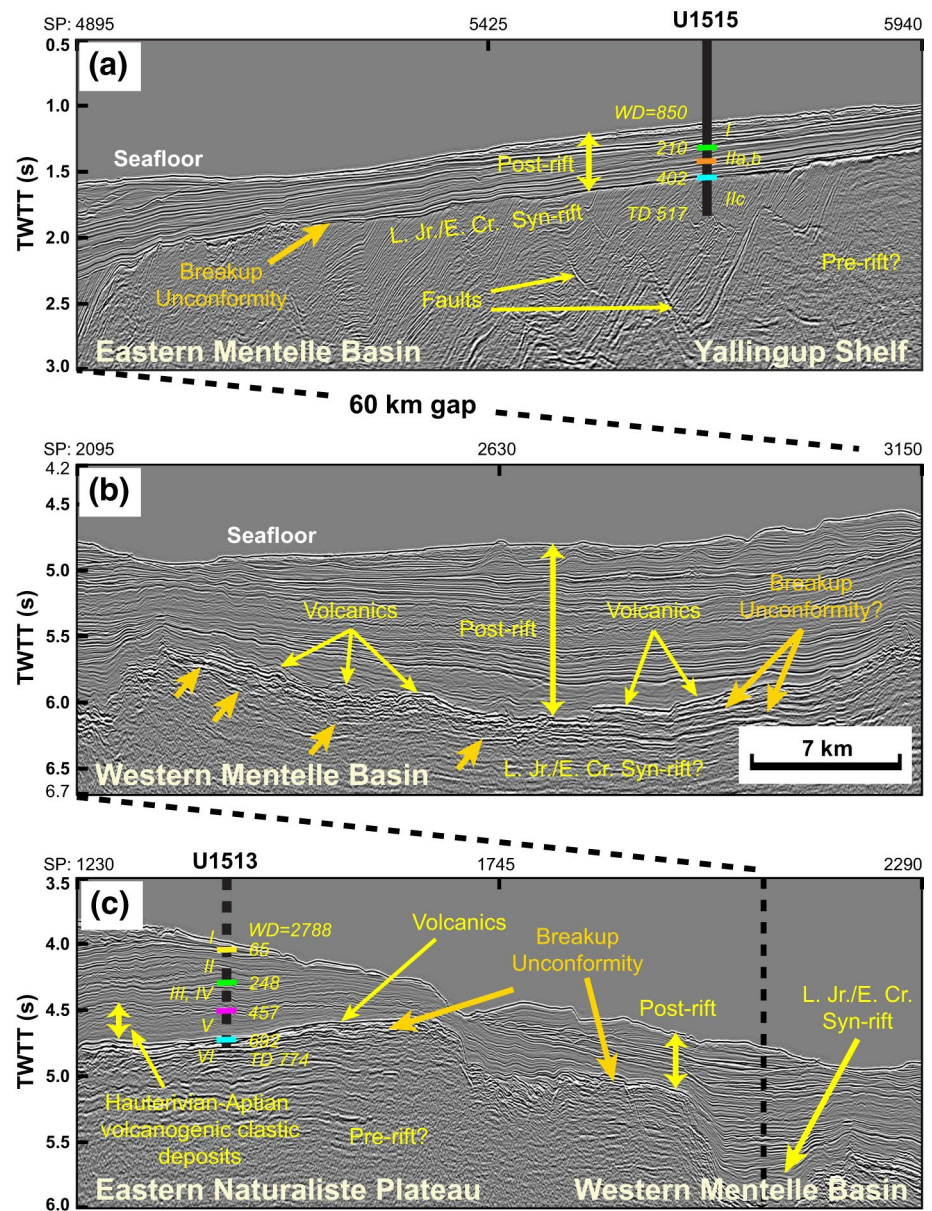 U1515
SP: 4895 5425 5940
(a)
0.5
1.0
1.5
2.0
2.5
3.0
TWTT (s)
WD=850
I
Seafloor
Post-rift
210
IIa,b
402
IIc
TD 517
L. Jr./E. Cr. Syn-rift
Breakup
Unconformity
Pre-rift?
Faults
Eastern Mentelle Basin
Yallingup Shelf
60 km gap
SP: 2095 2630 3150
(b)
4.2
4.5
5.0
5.5
6.0
6.5
6.7
TWTT (s)
Seafloor
Volcanics
Post-rift
Volcanics
Breakup
Unconformity?
7 km
L. Jr./E. Cr. Syn-rift?
Western Mentelle Basin
U1513
SP: 1230 1745 2290
(c)
3.5
4.0
4.5
5.0
5.5
6.0
TWTT (s)
WD=2788
I
65
II
248
III, IV
457
V
692
VI
TD 774
Volcanics
Breakup
Unconformity
Post-rift
L. Jr./E. Cr.
Syn-rift
Hauterivian-Aptian
volcanogenic clastic
deposits
Pre-rift?
Eastern Naturaliste Plateau
Western Mentelle Basin